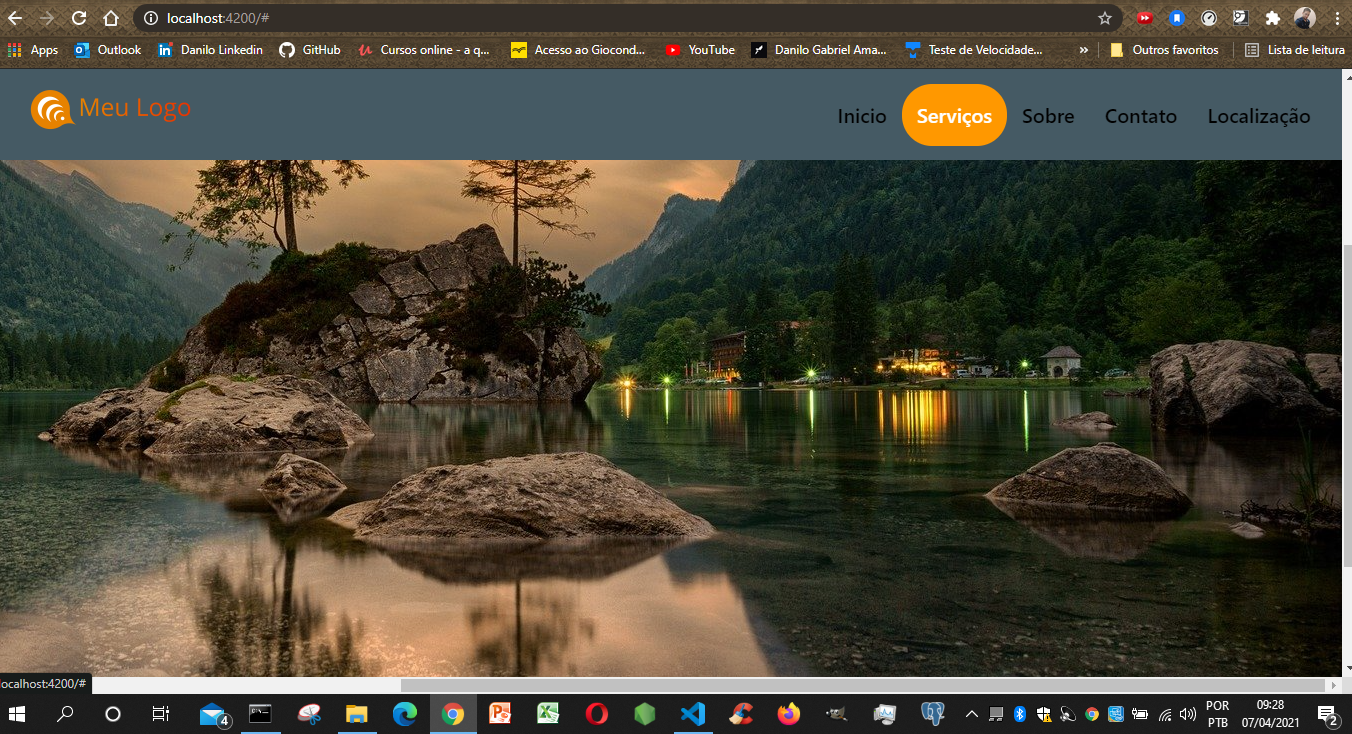 localhost:4200/#
Apps Outlook Danilo Linkedin GitHub Cursos online - a q... Acesso ao Giocond... YouTube Danilo Gabriel Ama... Teste de Velocidade... » Outros favoritos Lista de leitura
Meu Logo Inicio Serviços Sobre Contato Localização
localhost:4200/#
4 POR 09:28
PTB 07/04/2021 2